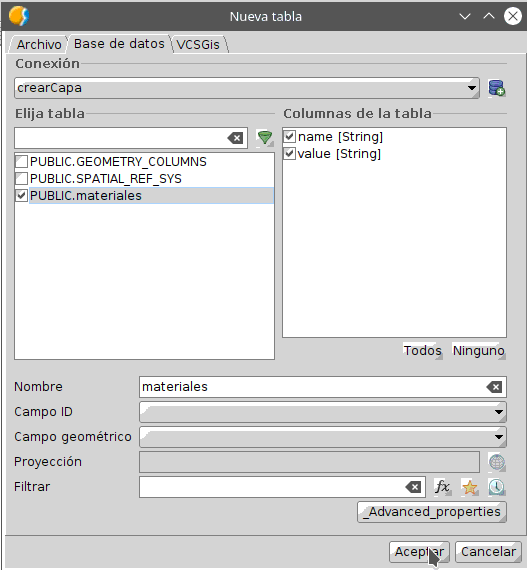 Nueva tabla
Archivo Base de datos VCSGis
Conexión
crearCapa
Elija tabla
PUBLIC.GEOMETRY_COLUMNS
PUBLIC.SPATIAL_REF_SYS
PUBLIC.materiales
Columnas de la tabla
name [String]
value [String]
Todos Ninguno
Nombre materiales
Campo ID
Campo geométrico
Proyección
Filtrar fx
_Advanced_properties
Aceptar Cancelar